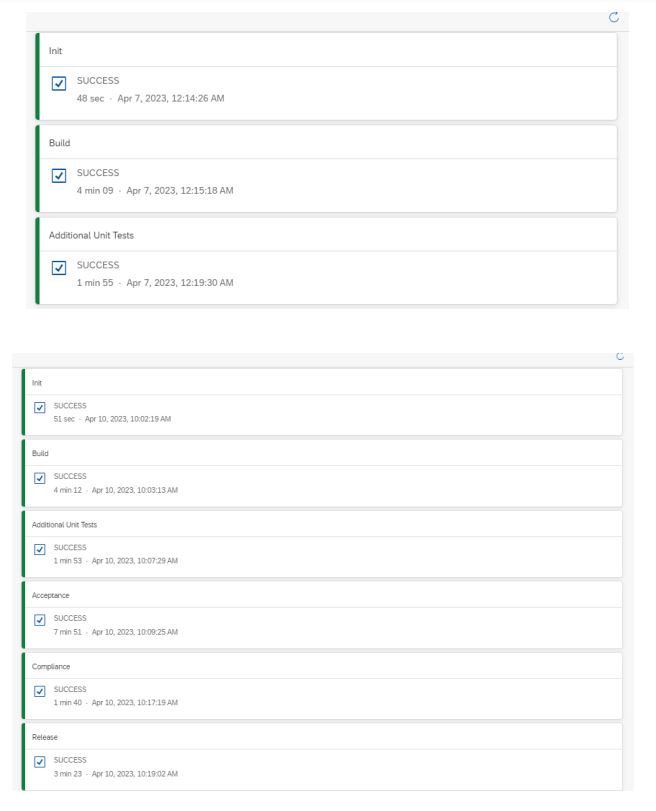 Init
SUCCESS
48 sec · Apr 7, 2023, 12:14:26 AM
Build
SUCCESS
4 min 09 · Apr 7, 2023, 12:15:18 AM
Additional Unit Tests
SUCCESS
1 min 55 · Apr 7, 2023, 12:19:30 AM
Init
SUCCESS
51 sec · Apr 10, 2023, 10:02:19 AM
Build
SUCCESS
4 min 12 · Apr 10, 2023, 10:03:13 AM
Additional Unit Tests
SUCCESS
1 min 53 · Apr 10, 2023, 10:07:29 AM
Acceptance
SUCCESS
7 min 51 · Apr 10, 2023, 10:09:25 AM
Compliance
SUCCESS
1 min 40 · Apr 10, 2023, 10:17:19 AM
Release
SUCCESS
3 min 23 · Apr 10, 2023, 10:19:02 AM